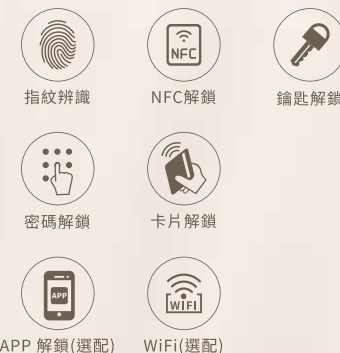 NFC
指紋辨識
NFC解鎖
鑰匙解鎖
密碼解鎖
卡片解鎖
APP
WiFi
APP 解鎖(選配)
WiFi(選配)